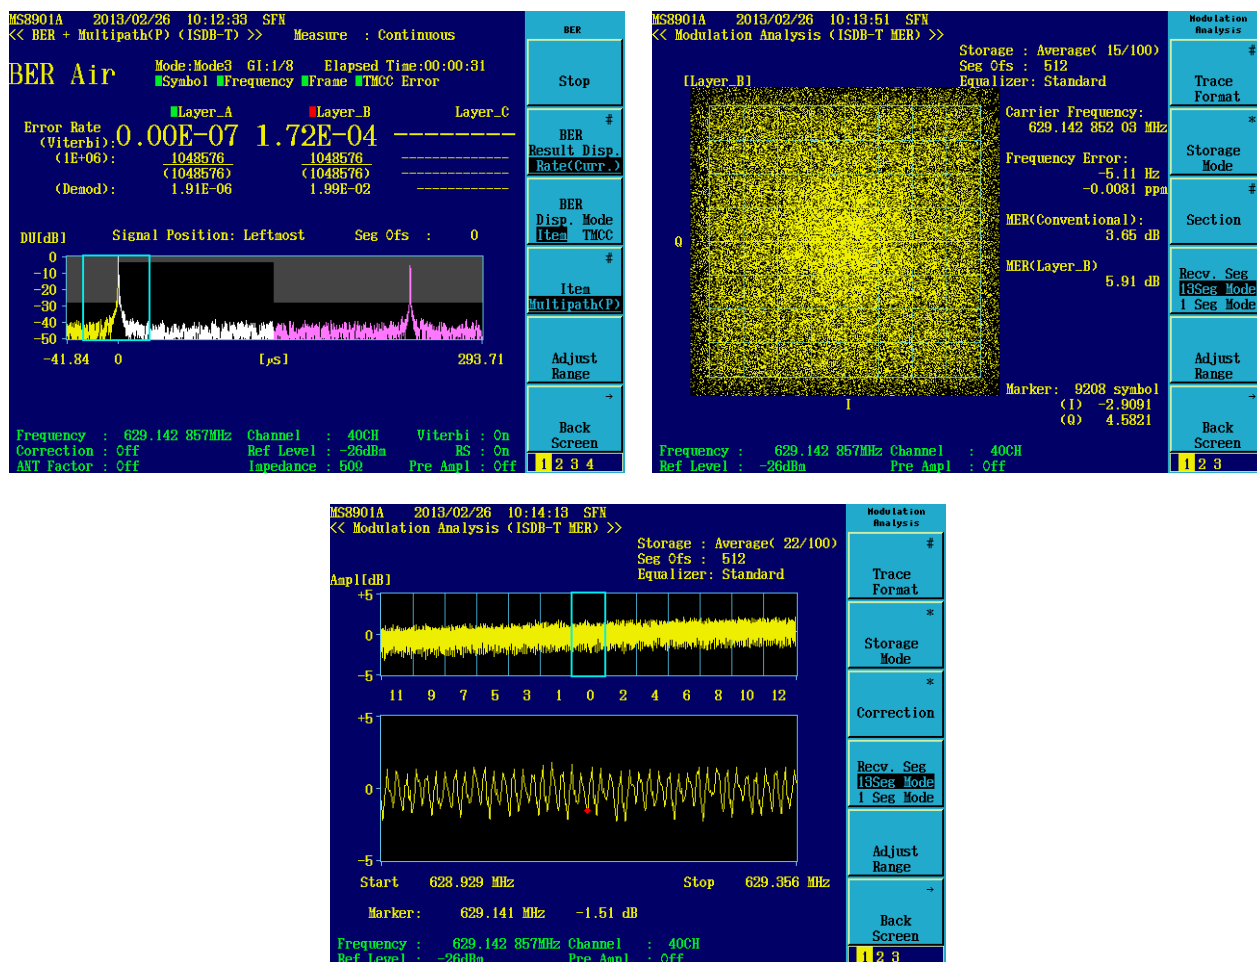 MS8901A 2013/02/26 10:12:33 SFN
<< BER + Multipath(P) (ISDB-T) >> Measure : Continuous
BER Air
Mode:Mode3 GI:1/8 Elapsed Time:00:00:31
Symbol Frequency Frame TMCC Error
Layer_A Layer_B Layer_C
Error Rate
(Viterbi): 0.00E-07 1.72E-04 ----------
(1E+06): 1048576 1048576 -------------
(1048576) (1048576) -------------
(Demod): 1.91E-06 1.99E-02 ------------
DU[dB] Signal Position: Leftmost Seg Ofs : 0
0
-10
-20
-30
-40
-50
-41.84 0 [µS] 293.71
Frequency : 629.142 857MHz Channel : 40CH Viterbi : On
Correction : Off Ref Level : -26dBm RS : On
ANT Factor : Off Impedance : 50Ω Pre Ampl : Off
BER
Stop
#
BER
Result Disp.
Rate(Curr.)
BER
Disp. Mode
Item TMCC
#
Item
Multipath(P)
Adjust
Range
→
Back
Screen
1 2 3 4
MS8901A 2013/02/26 10:13:51 SFN
<< Modulation Analysis (ISDB-T MER) >>
Storage : Average( 15/100)
Seg Ofs : 512
Equalizer: Standard
[Layer_B]
Q
I
Carrier Frequency:
629.142 852 03 MHz
Frequency Error:
-5.11 Hz
-0.0081 ppm
MER(Conventional):
3.65 dB
MER(Layer_B)
5.91 dB
Marker: 9208 symbol
(I) -2.9091
(Q) 4.5821
Frequency : 629.142 857MHz Channel : 40CH
Ref Level : -26dBm Pre Ampl : Off
Modulation
Analysis
#
Trace
Format
*
Storage
Mode
#
Section
Recv. Seg
13Seg Mode
1 Seg Mode
Adjust
Range
→
Back
Screen
1 2 3
MS8901A 2013/02/26 10:14:13 SFN
<< Modulation Analysis (ISDB-T MER) >>
Storage : Average( 22/100)
Seg Ofs : 512
Equalizer: Standard
Ampl[dB]
+5
0
-5
11 9 7 5 3 1 0 2 4 6 8 10 12
+5
0
-5
Start 628.929 MHz Stop 629.356 MHz
Marker: 629.141 MHz -1.51 dB
Frequency : 629.142 857MHz Channel : 40CH
Ref Level : -26dBm Pre Ampl : Off
Modulation
Analysis
#
Trace
Format
*
Storage
Mode
*
Correction
Recv. Seg
13Seg Mode
1 Seg Mode
Adjust
Range
→
Back
Screen
1 2 3